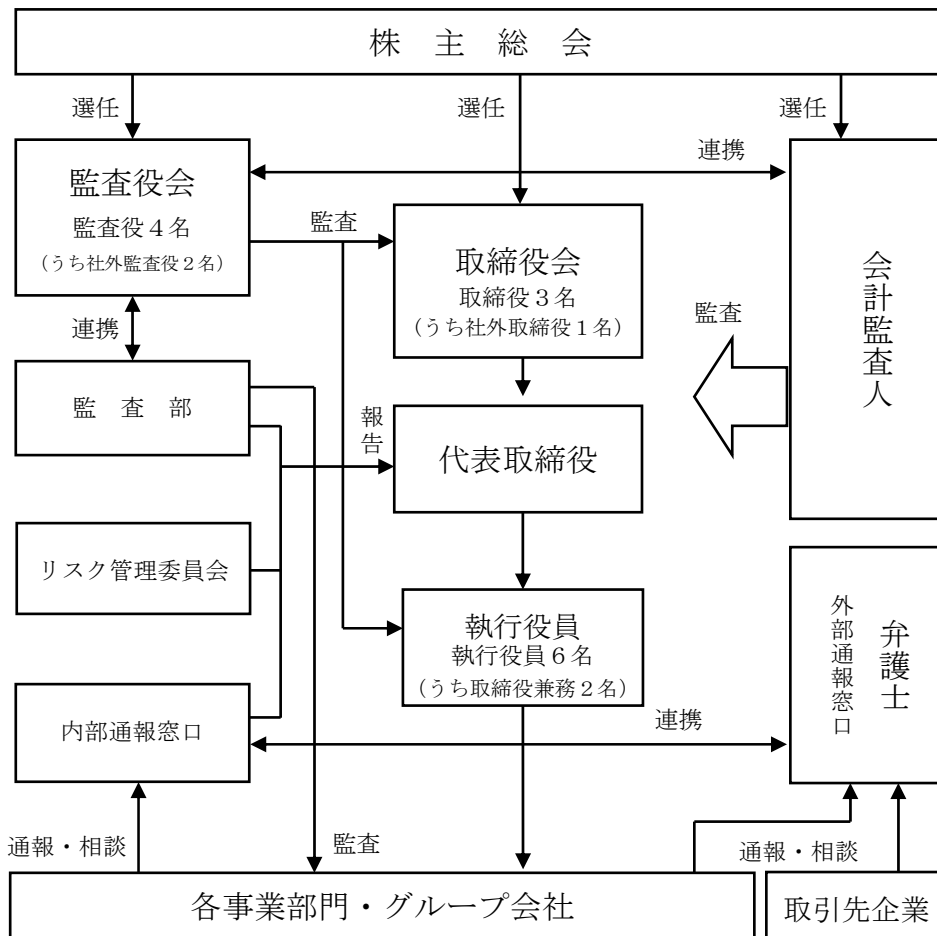 株 主 総 会
選任
選任
選任
連携
監査役会
監査役４名
(うち社外監査役２名)
監査
取締役会
取締役３名
(うち社外取締役１名)
会計監査人
監査
連携
監 査 部
報告
代表取締役
リスク管理委員会
執行役員
執行役員６名
(うち取締役兼務２名)
弁護士
外部通報窓口
内部通報窓口
連携
通報・相談
監査
通報・相談
各事業部門・グループ会社
取引先企業